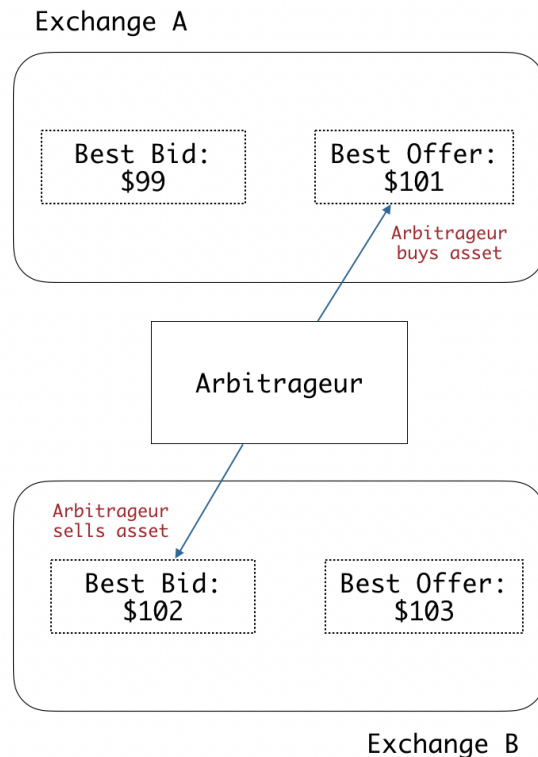 Exchange A
Best Bid:
$99
Best Offer:
$101
Arbitrageur
buys asset
Arbitrageur
Arbitrageur
sells asset
Best Bid:
$102
Best Offer:
$103
Exchange B